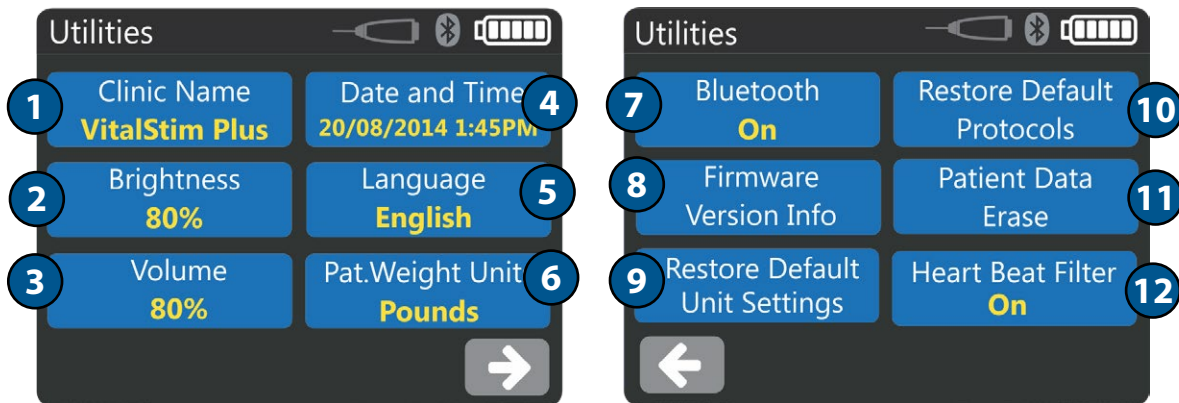 Utilities
1
Clinic Name
VitalStim Plus
4
Date and Time
20/08/2014 1:45PM
2
Brightness
80%
5
Language
English
3
Volume
80%
6
Pat.Weight Unit
Pounds
Utilities
7
Bluetooth
On
10
Restore Default
Protocols
8
Firmware
Version Info
11
Patient Data
Erase
9
Restore Default
Unit Settings
12
Heart Beat Filter
On